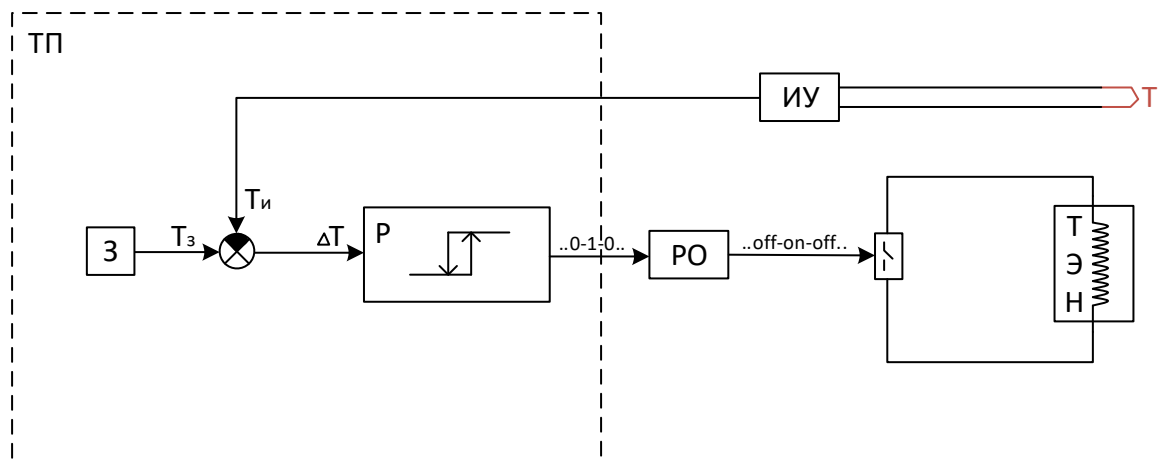 ТП
ИУ
Т
Ти
З
Тз
ΔТ
Р
..0-1-0..
РО
..off-on-off..
Т
Э
Н